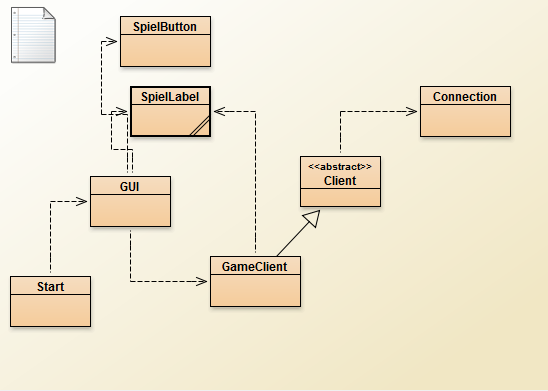 SpielButton
SpielLabel
Connection
<<abstract>>
Client
GUI
GameClient
Start